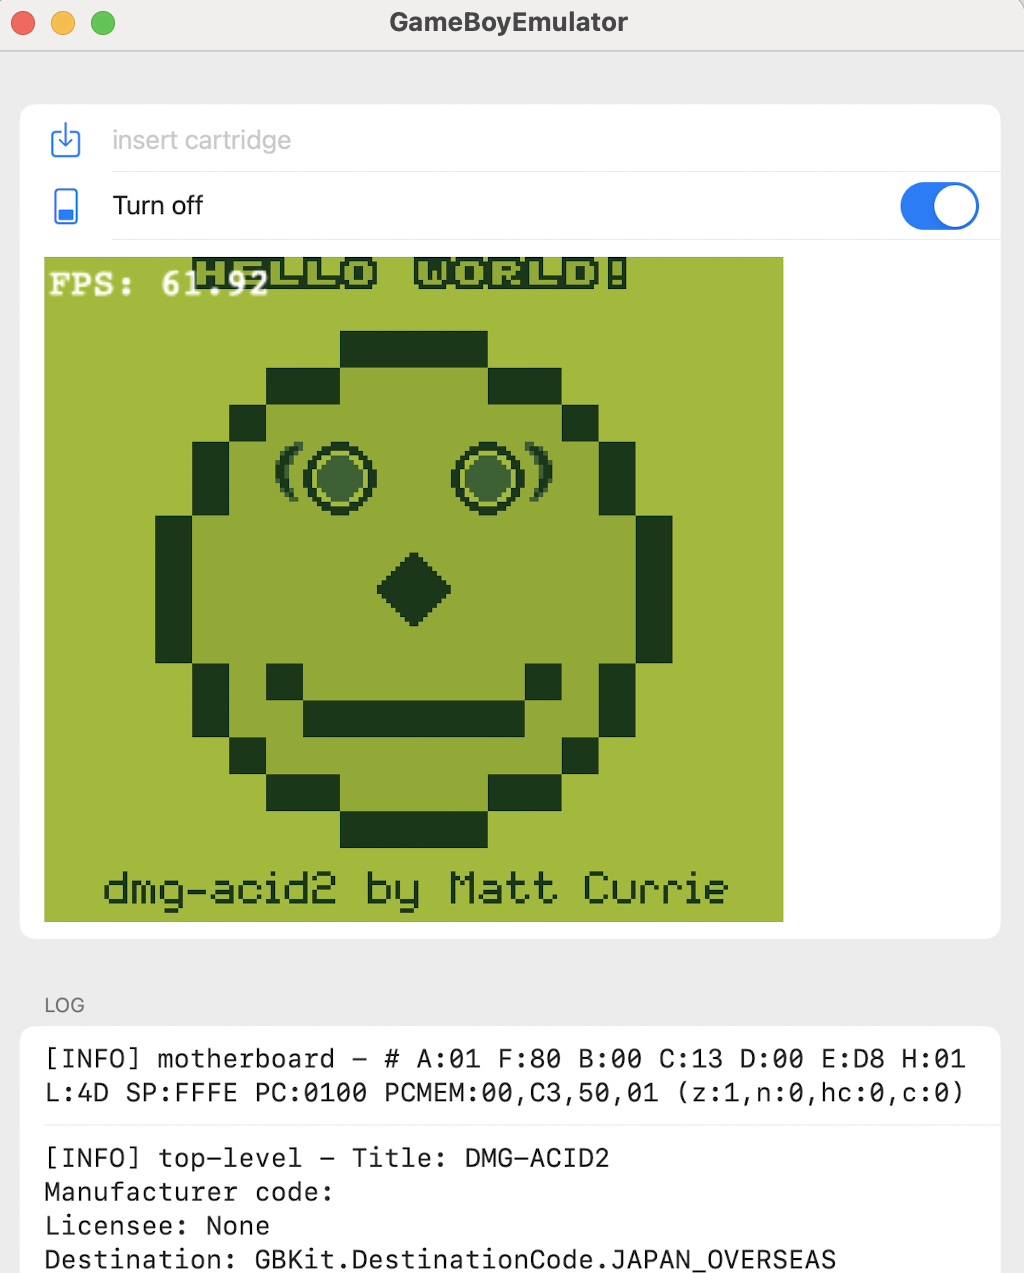 GameBoyEmulator
insert cartridge
Turn off
HELLO WORLD!
FPS: 61.92
dmg-acid2 by Matt Currie
LOG
[INFO] motherboard - # A:01 F:80 B:00 C:13 D:00 E:D8 H:01
L:4D SP:FFFE PC:0100 PCMEM:00,C3,50,01 (z:1,n:0,hc:0,c:0)
[INFO] top-level - Title: DMG-ACID2
Manufacturer code:
Licensee: None
Destination: GBKit.DestinationCode.JAPAN_OVERSEAS